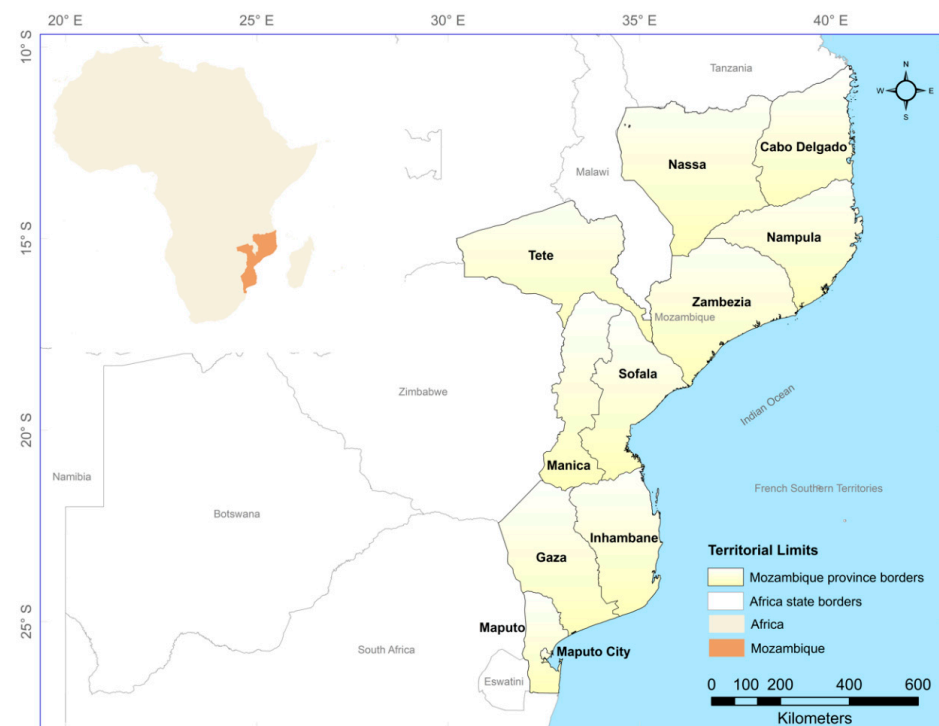 20° E
25° E
30° E
35° E
40° E
10° S
15° S
20° S
25° S
N
W
E
S
Tanzania
Cabo Delgado
Nassa
Malawi
Nampula
Tete
Zambezia
Mozambique
Sofala
Zimbabwe
Indian Ocean
Manica
Namibia
French Southern Territories
Botswana
Inhambane
Gaza
Maputo
Maputo City
South Africa
Eswatini
Territorial Limits
Mozambique province borders
Africa state borders
Africa
Mozambique
0 100 200 400 600
Kilometers